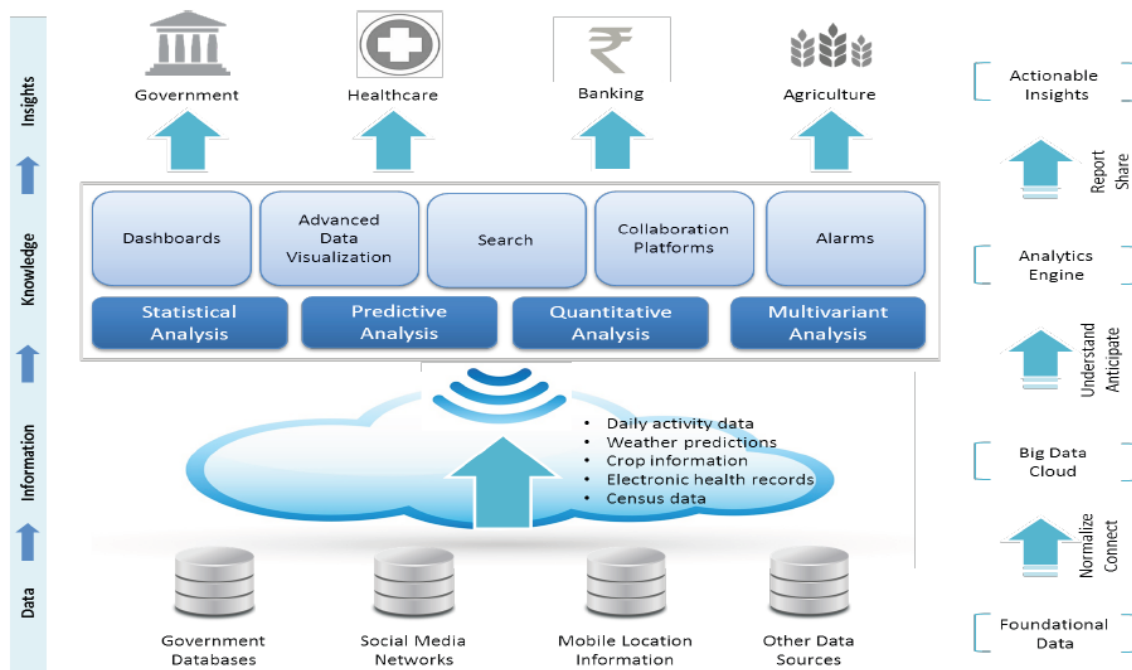 Insights
Knowledge
Information
Data
Government
Healthcare
Banking
Agriculture
Dashboards
Advanced
Data
Visualization
Search
Collaboration
Platforms
Alarms
Statistical
Analysis
Predictive
Analysis
Quantitative
Analysis
Multivariant
Analysis
• Daily activity data
• Weather predictions
• Crop information
• Electronic health records
• Census data
Government
Databases
Social Media
Networks
Mobile Location
Information
Other Data
Sources
Actionable
Insights
Report
Share
Analytics
Engine
Understand
Anticipate
Big Data
Cloud
Normalize
Connect
Foundational
Data